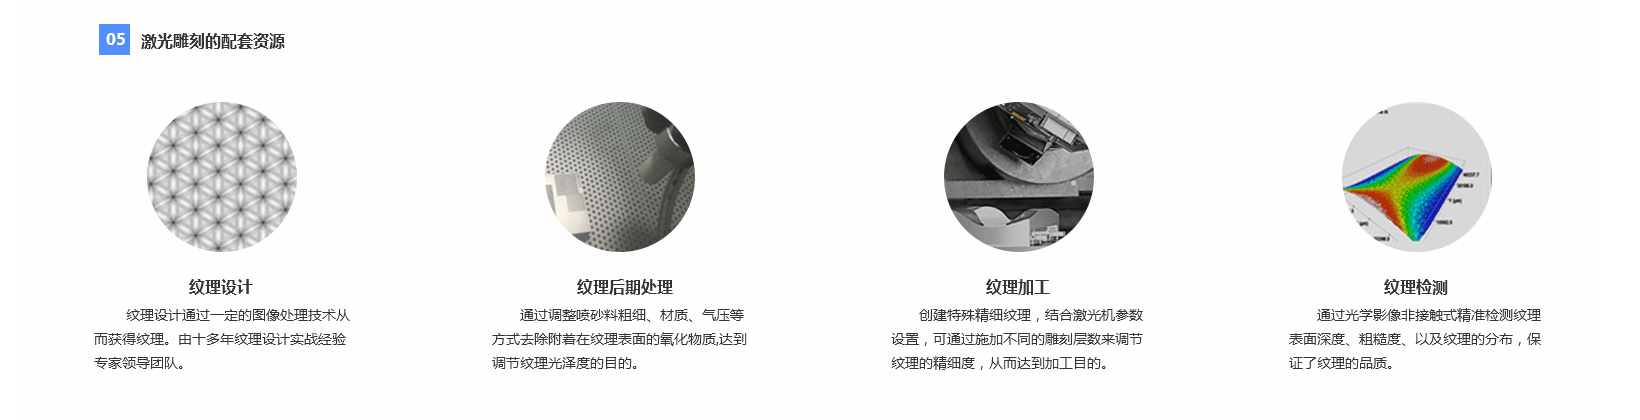 05 激光雕刻的配套资源
纹理设计
纹理设计通过一定的图像处理技术从
而获得纹理。由十多年纹理设计实战经验
专家领导团队。
纹理后期处理
通过调整喷砂料粗细、材质、气压等
方式去除附着在纹理表面的氧化物质,达到
调节纹理光泽度的目的。
纹理加工
创建特殊精细纹理，结合激光机参数
设置，可通过施加不同的雕刻层数来调节
纹理的精细度，从而达到加工目的。
纹理检测
通过光学影像非接触式精准检测纹理
表面深度、粗糙度、以及纹理的分布，保
证了纹理的品质。